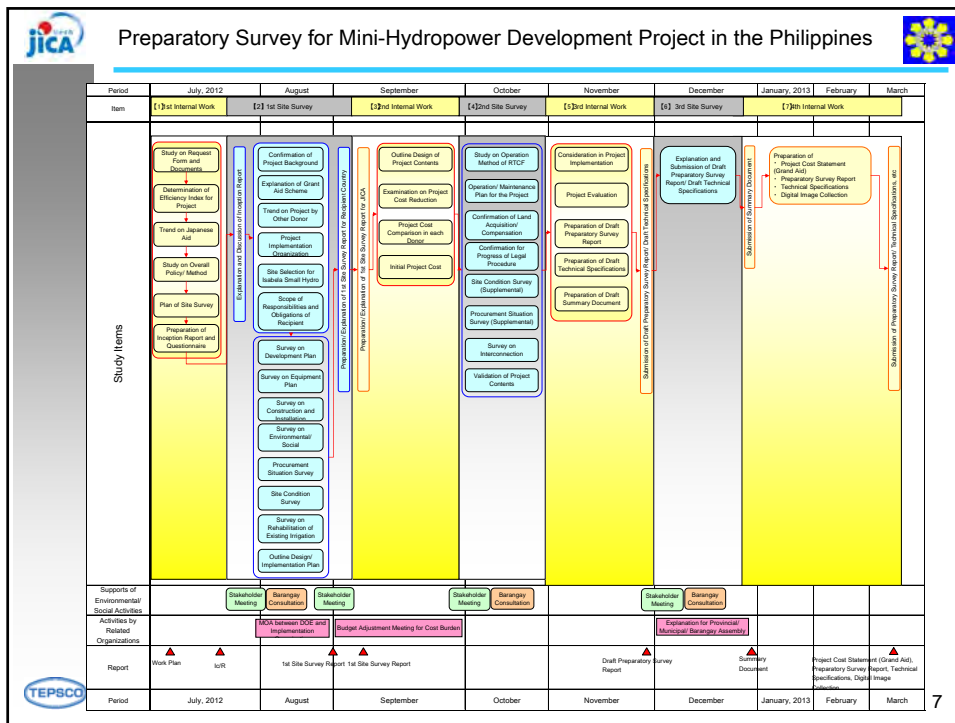 JICA
Preparatory Survey for Mini-Hydropower Development Project in the Philippines
Period
July, 2012
August
September
October
November
December
January, 2013
February
March
Item
【1】1st Internal Work
【2】1st Site Survey
【3】2nd Internal Work
【4】2nd Site Survey
【5】3rd Internal Work
【6】3rd Site Survey
【7】4th Internal Work
Study Items
Study on Request
Form and
Documents
Determination of
Efficiency Index for
Project
Trend on Japanese
Aid
Study on Overall
Policy/ Method
Plan of Site Survey
Preparation of
Inception Report and
Questionnaire
Explanation and Discussion of Inception Report
Confirmation of
Project Background
Explanation of Grant
Aid Scheme
Trend on Project by
Other Donor
Project
Implementation
Organization
Site Selection for
Isabela Small Hydro
Scope of
Responsibilities and
Obligations of
Recipient
Survey on
Development Plan
Survey on Equipment
Plan
Survey on
Construction and
Installation
Survey on
Environmental/
Social
Procurement
Situation Survey
Site Condition
Survey
Survey on
Rehabilitation of
Existing Irrigation
Outline Design/
Implementation Plan
Preparation/ Explanation of 1st Site Survey Report for Recipient Country
Preparation/ Explanation of 1st Site Survey Report for JICA
Outline Design of
Project Contents
Examination on Project
Cost Reduction
Project Cost
Comparison in each
Donor
Initial Project Cost
Study on Operation
Method of RTCF
Operation/ Maintenance
Plan for the Project
Confirmation of Land
Acquisition/
Compensation
Confirmation for
Progress of Legal
Procedure
Site Condition Survey
(Supplemental)
Procurement Situation
Survey (Supplemental)
Survey on
Interconnection
Validation of Project
Contents
Consideration in Project
Implementation
Project Evaluation
Preparation of Draft
Preparatory Survey
Report
Preparation of Draft
Technical Specifications
Preparation of Draft
Summary Document
Submission of Draft Preparatory Survey Report/ Draft Technical Specifications
Explanation and
Submission of Draft
Preparatory Survey
Report/ Draft Technical
Specifications
Submission of Summary Document
Preparation of
・ Project Cost Statement
(Grand Aid)
・ Preparatory Survey Report
・ Technical Specifications
・ Digital Image Collection
Submission of Preparatory Survey Report/ Technical Specifications, etc
Supports of
Environmental/
Social Activities
Stakeholder
Meeting
Barangay
Consultation
Stakeholder
Meeting
Stakeholder
Meeting
Barangay
Consultation
Stakeholder
Meeting
Barangay
Consultation
Activities by
Related
Organizations
MOA between DOE and
Implementation
Budget Adjustment Meeting for Cost Burden
Explanation for Provincial/
Municipal/ Barangay Assembly
Report
Work Plan
Ic/R
1st Site Survey Report
1st Site Survey Report
Draft Preparatory Survey
Report
Summary
Document
Project Cost Statement (Grand Aid),
Preparatory Survey Report, Technical
Specifications, Digital Image
Collection
TEPSCO
Period
July, 2012
August
September
October
November
December
January, 2013
February
March
7